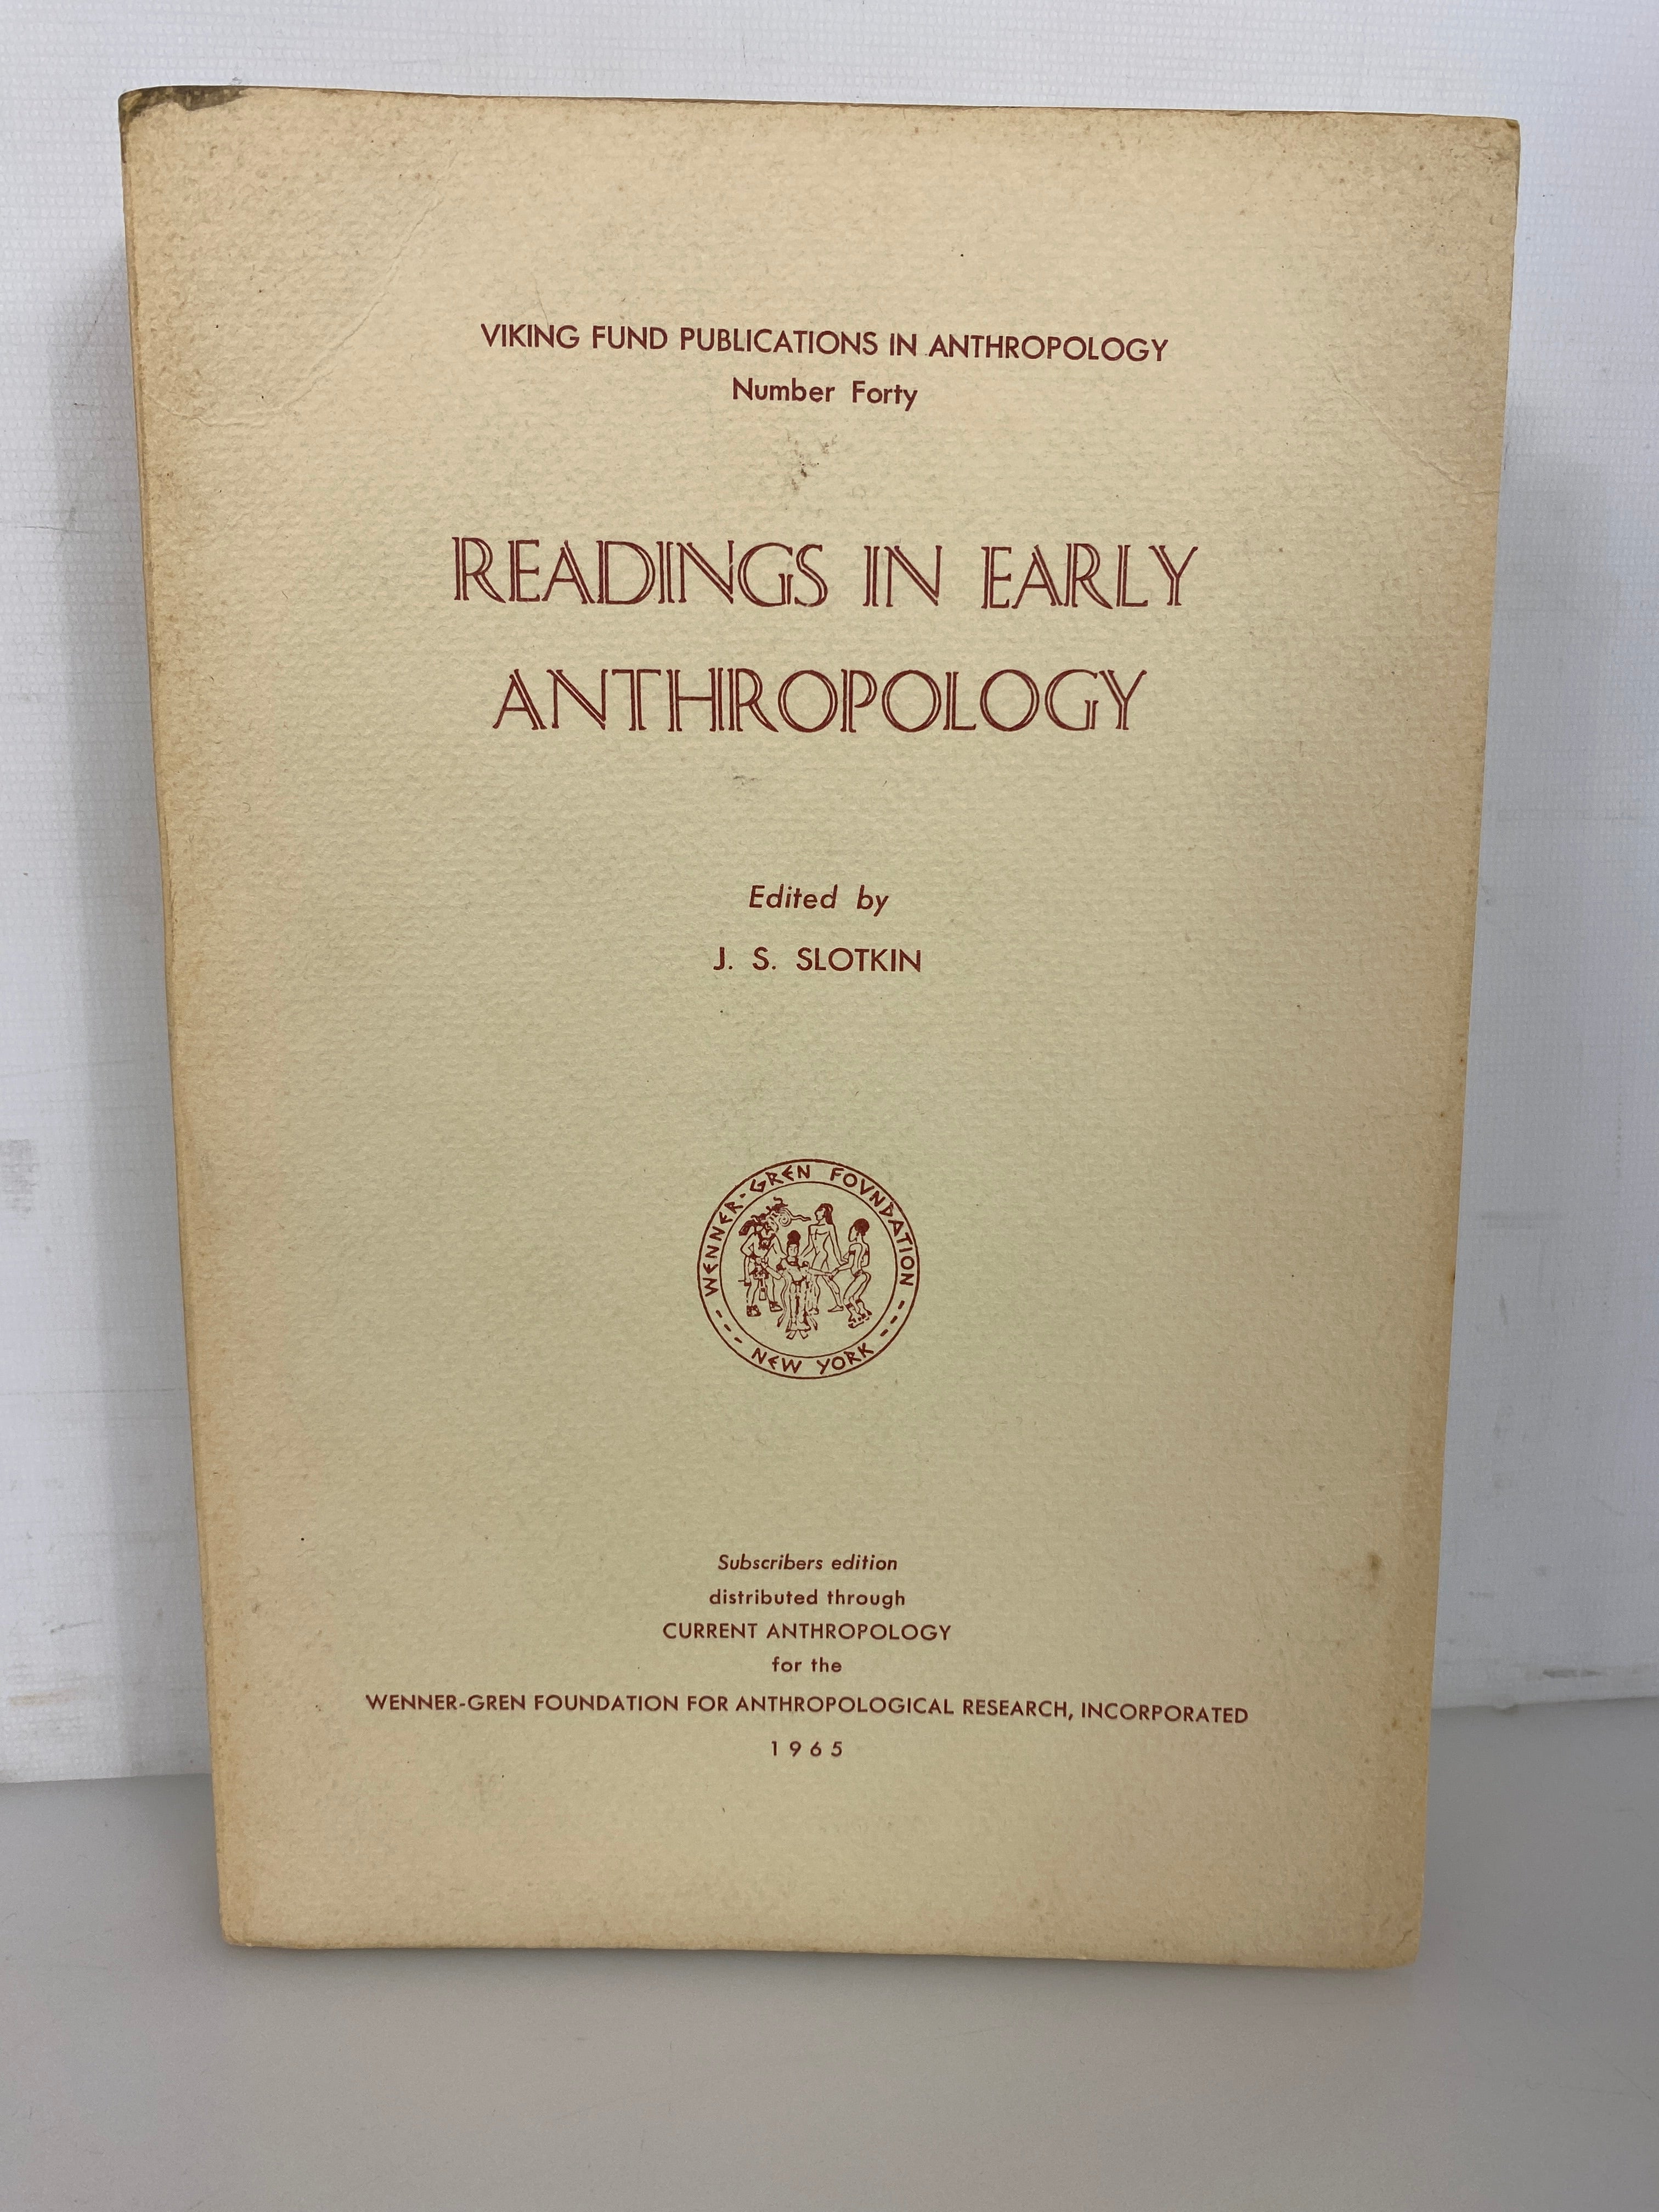 VIKING FUND PUBLICATIONS IN ANTHROPOLOGY
Number Forty
READINGS IN EARLY
ANTHROPOLOGY
Edited by
J. S. SLOTKIN
WENNER-GREN FOVNDATION
NEW YORK
Subscribers edition
distributed through
CURRENT ANTHROPOLOGY
for the
WENNER-GREN FOUNDATION FOR ANTHROPOLOGICAL RESEARCH, INCORPORATED
1965